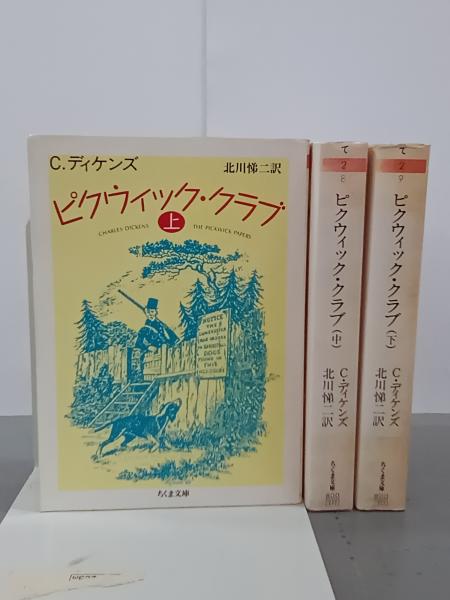 C.ディケンズ
北川悌二訳
ピクウィック・クラブ
上
CHARLES DICKENS
THE PICKWICK PAPERS
NOTICE
DOGS
FOUND IN
THIS
ちくま文庫
て
2
8
ピクウィック・クラブ(中)
C・ディケンズ
北川悌二訳
ちくま文庫
て
2
9
ピクウィック・クラブ(下)
C・ディケンズ
北川悌二訳
ちくま文庫